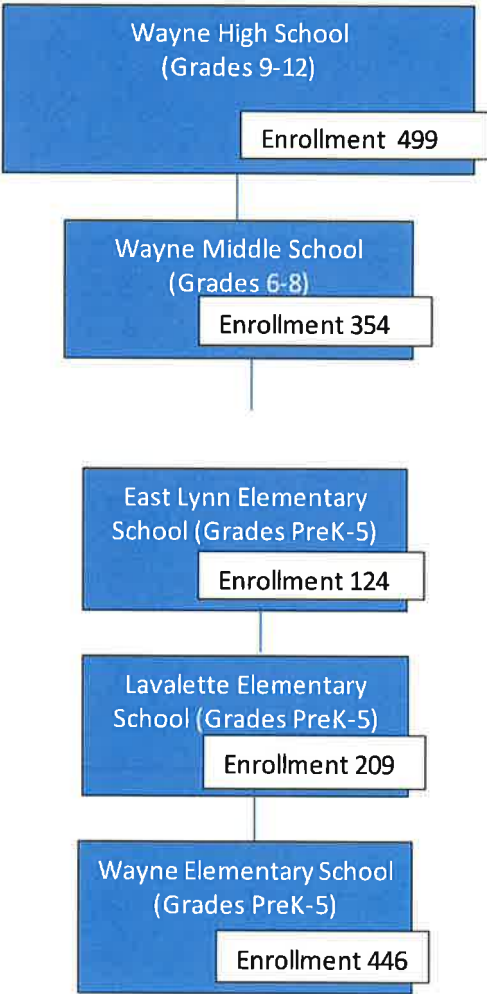 Wayne High School
(Grades 9-12)
Enrollment 499
Wayne Middle School
(Grades 6-8)
Enrollment 354
East Lynn Elementary
School (Grades PreK-5)
Enrollment 124
Lavalette Elementary
School (Grades PreK-5)
Enrollment 209
Wayne Elementary School
(Grades PreK-5)
Enrollment 446